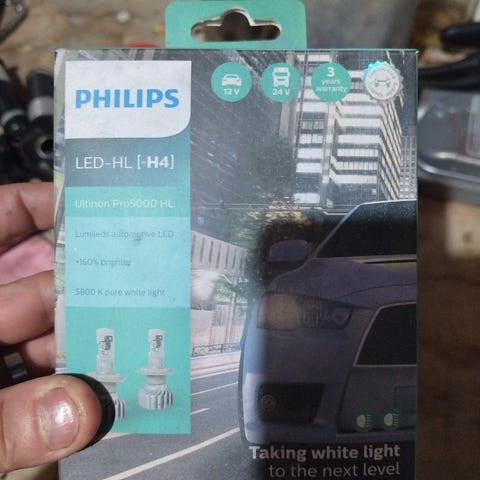 PHILIPS
12 V
24 V
3
years
warranty
LED-HL [≈H4]
Ultinon Pro5000 HL
Lumileds automotive LED
+160% brighter
5800 K pure white light
Taking white light
to the next level